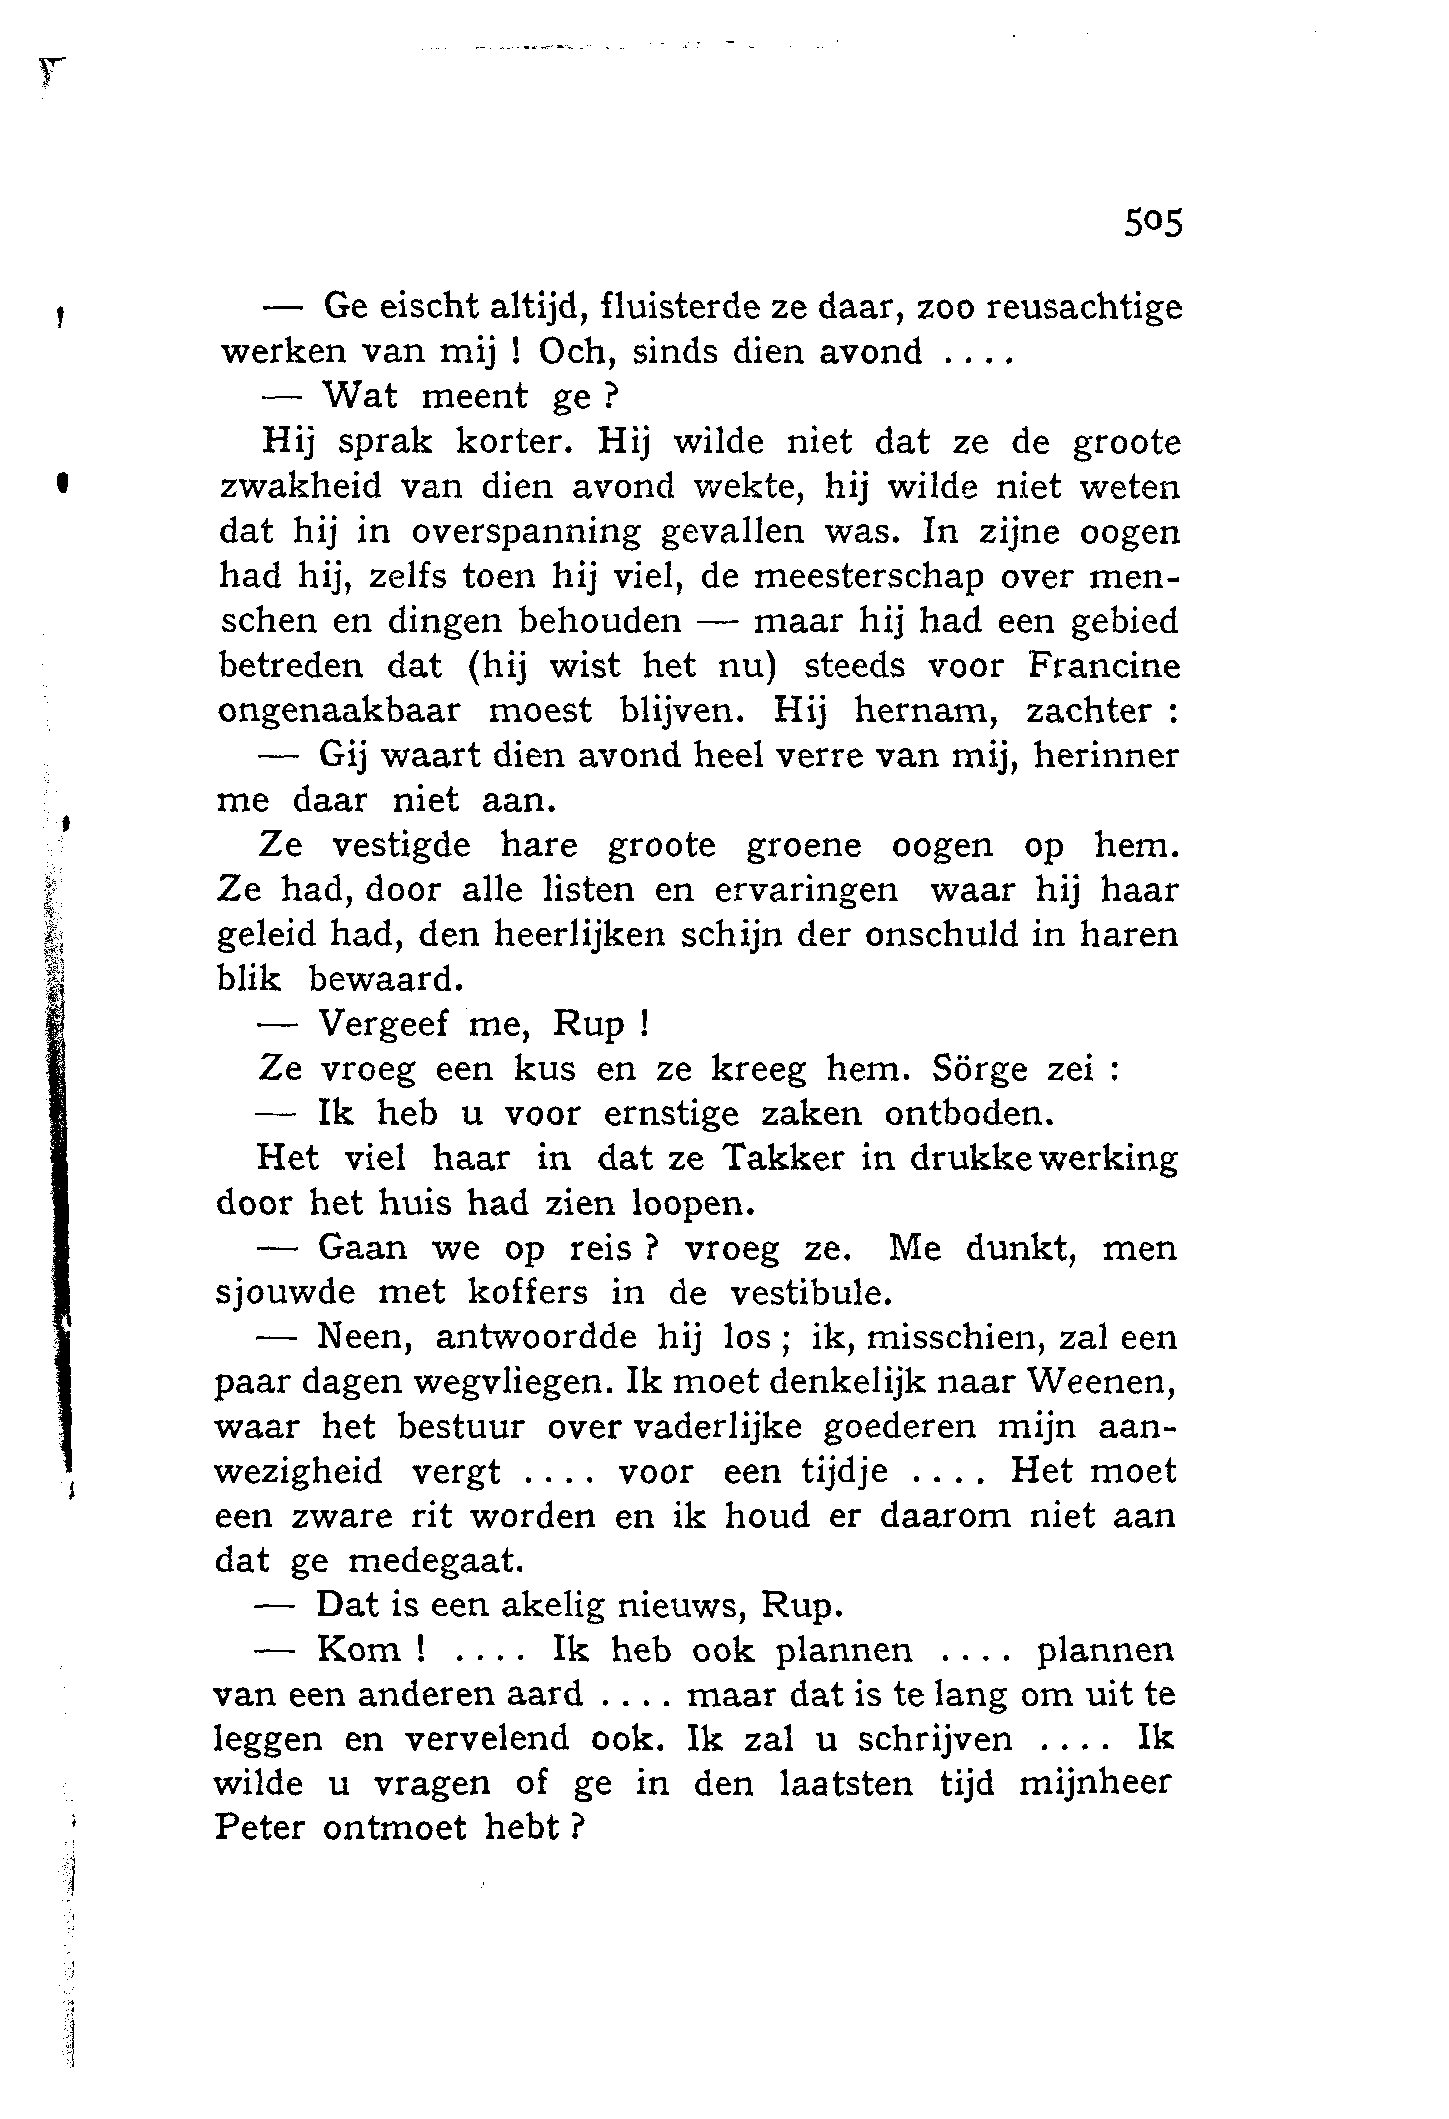 505
— Ge eischt altijd, fluisterde ze daar, zoo reusachtige
werken van mij ! Och, sinds dien avond ....
— Wat meent ge ?
Hij sprak korter. Hij wilde niet dat ze de groote
zwakheid van dien avond wekte, hij wilde niet weten
dat hij in overspanning gevallen was. In zijne oogen
had hij, zelfs toen hij viel, de meesterschap over men-
schen en dingen behouden — maar hij had een gebied
betreden dat (hij wist het nu) steeds voor Francine
ongenaakbaar moest blijven. Hij hernam, zachter :
— Gij waart dien avond heel verre van mij, herinner
me daar niet aan.
Ze vestigde hare groote groene oogen op hem.
Ze had, door alle listen en ervaringen waar hij haar
geleid had, den heerlijken schijn der onschuld in haren
blik bewaard.
— Vergeef me, Rup !
Ze vroeg een kus en ze kreeg hem. Sörge zei :
— Ik heb u voor ernstige zaken ontboden.
Het viel haar in dat ze Takker in drukke werking
door het huis had zien loopen.
— Gaan we op reis ? vroeg ze. Me dunkt, men
sjouwde met koffers in de vestibule.
— Neen, antwoordde hij los ; ik, misschien, zal een
paar dagen wegvliegen. Ik moet denkelijk naar Weenen,
waar het bestuur over vaderlijke goederen mijn aan-
wezigheid vergt .... voor een tijdje .... Het moet
een zware rit worden en ik houd er daarom niet aan
dat ge medegaat.
— Dat is een akelig nieuws, Rup.
— Kom ! .... Ik heb ook plannen .... plannen
van een anderen aard .... maar dat is te lang om uit te
leggen en vervelend ook. Ik zal u schrijven .... Ik
wilde u vragen of ge in den laatsten tijd mijnheer
Peter ontmoet hebt ?